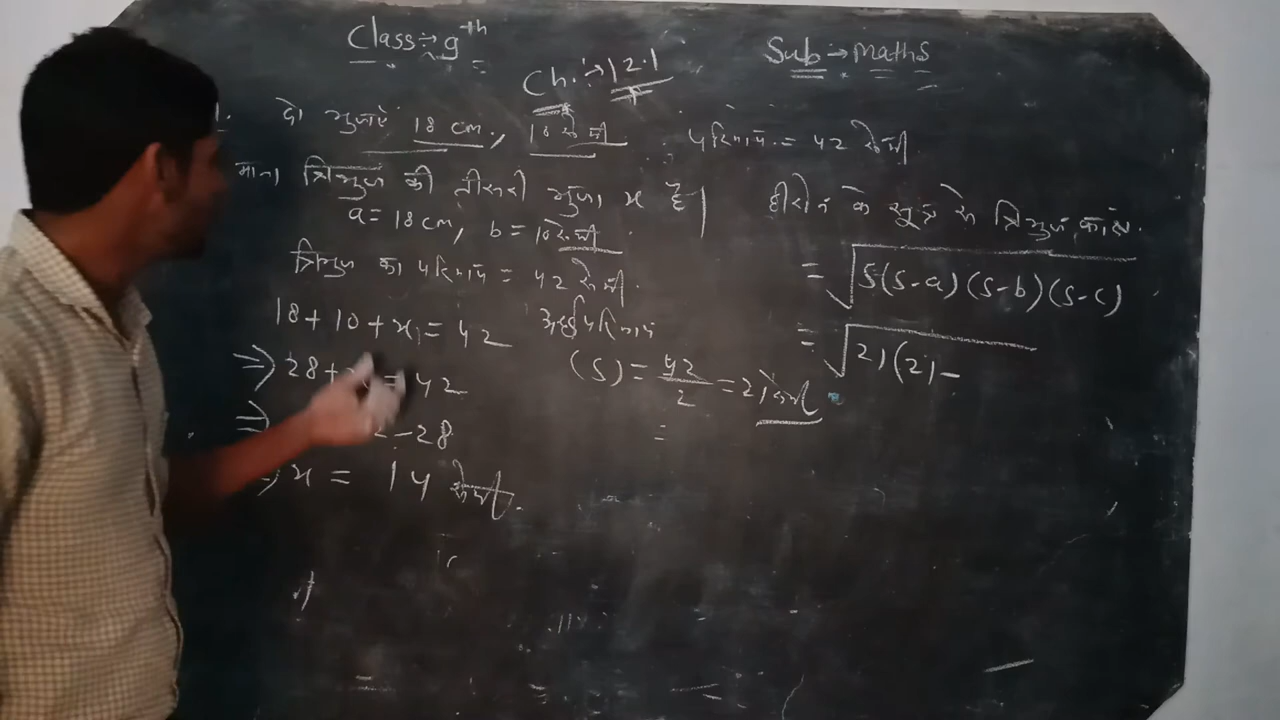 Class:- 9th
Sub → Maths
Ch. :→ 12.1
1. दो भुजाएं 18 cm., 10 सेमी. परिमाप = 42 सेमी.
माना त्रिभुज की तीसरी भुजा x है|
a = 18 cm, b = 10 सेमी.
त्रिभुज का परिमाप = 42 सेमी.
18 + 10 + x = 42
⇒ 28 + = 42
⇒ - 28
⇒ x = 14 सेमी.
अर्द्धपरिमाप
(S) = 42/2 = 21 सेमी
=
हीरोन के सूत्र से त्रिभुज का क्षे.
= √S(S-a)(S-b)(S-c)
= √21(21-